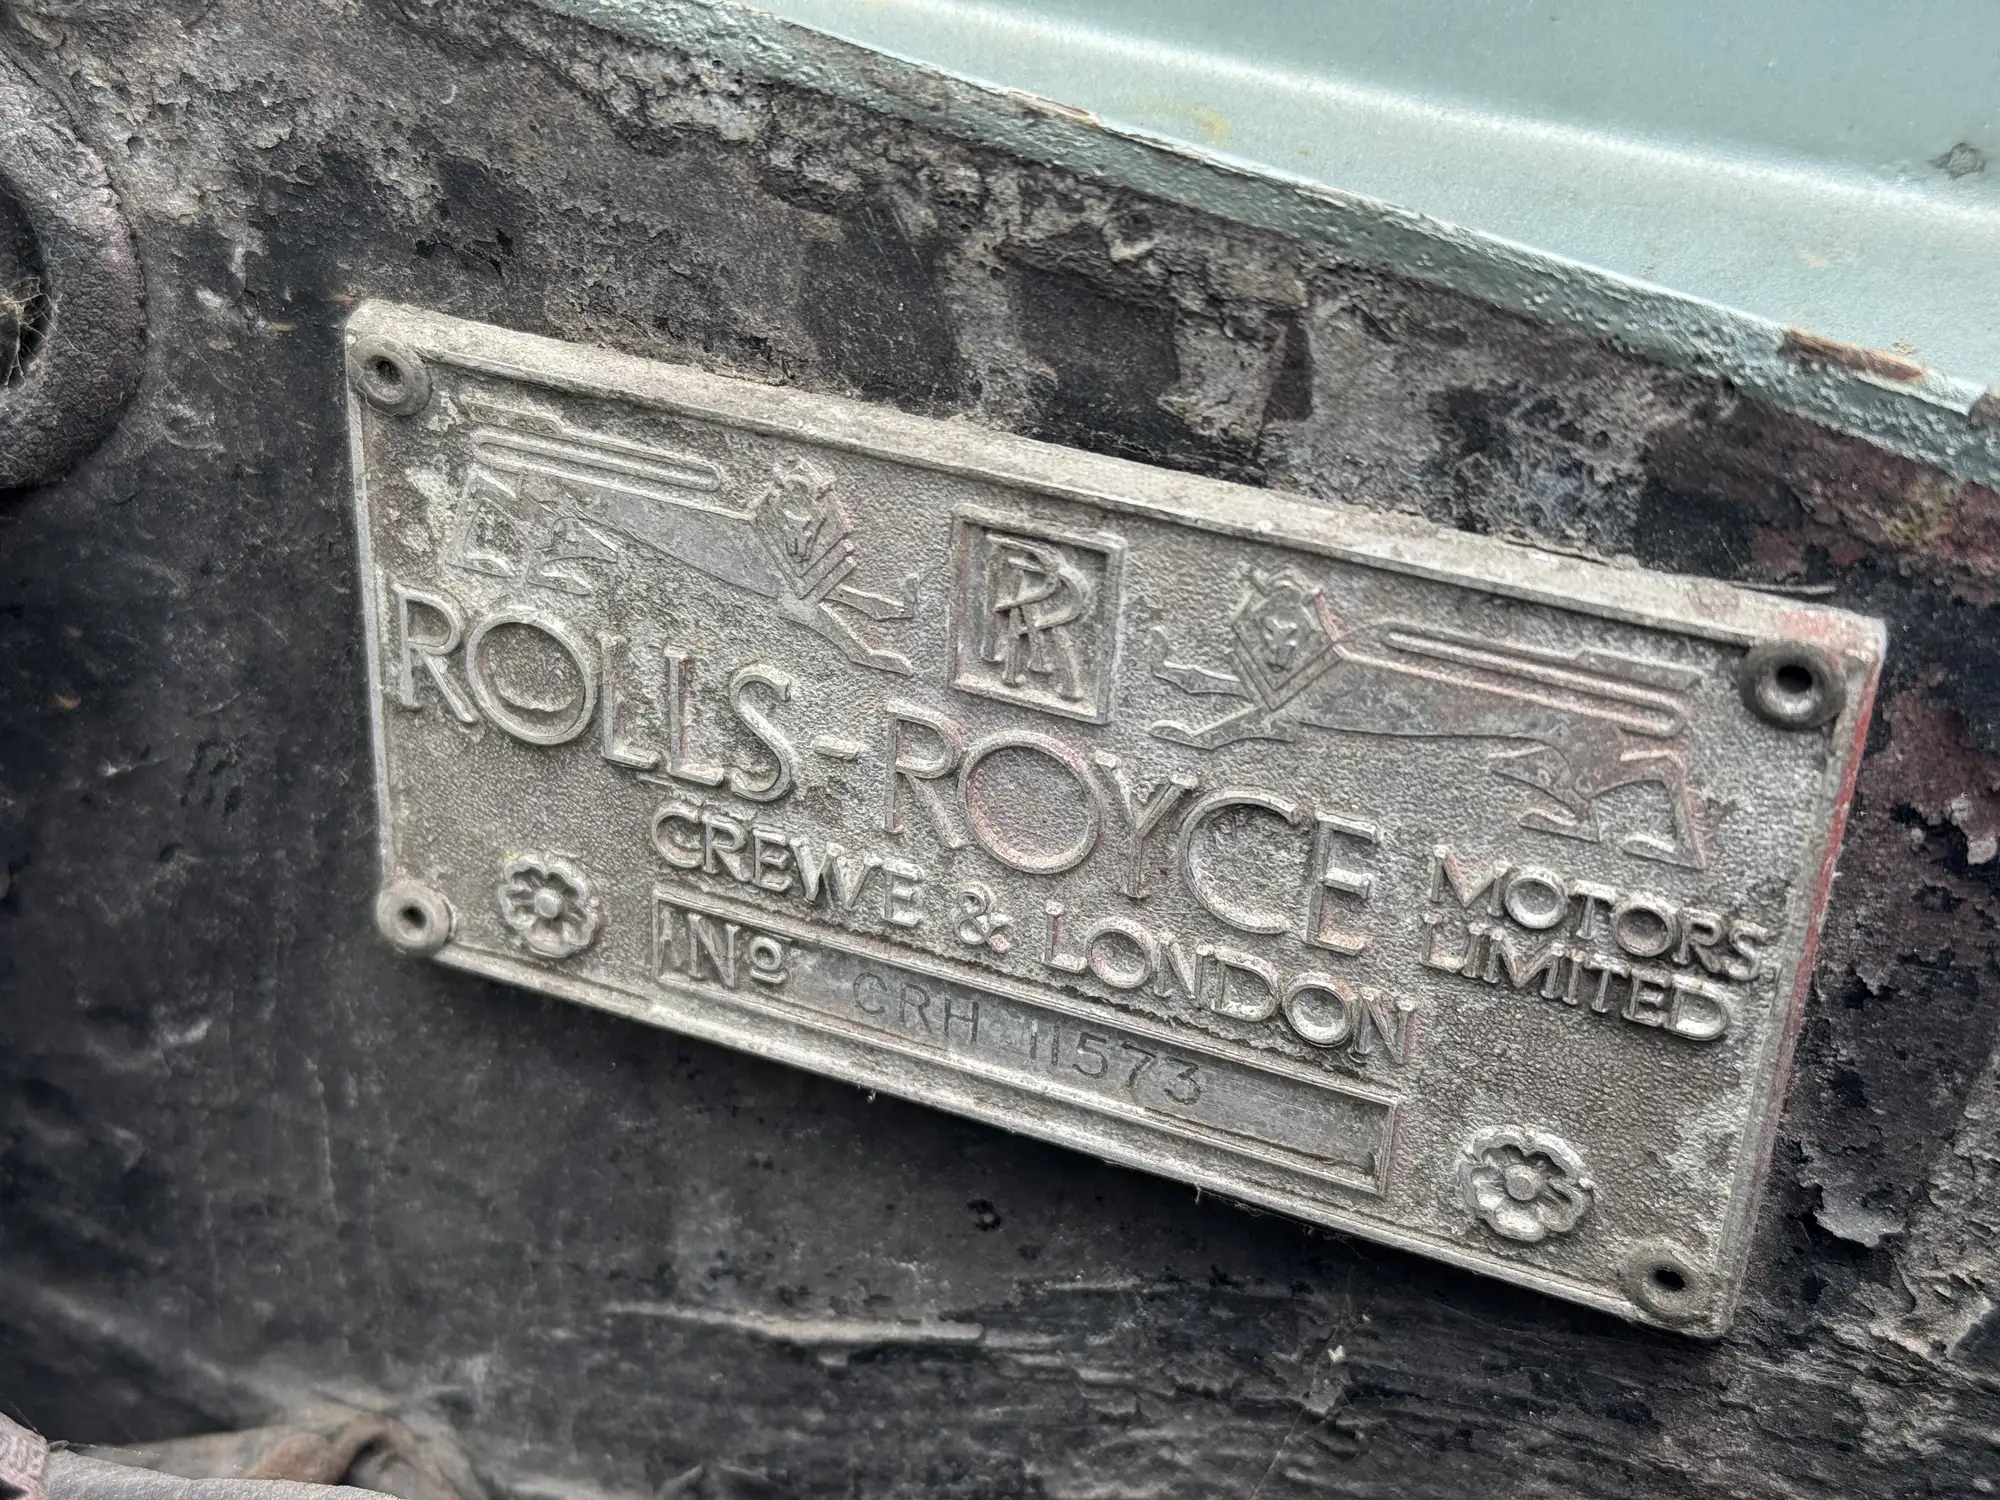 RR
ROLLS-ROYCE MOTORS LIMITED
CREWE & LONDON
Nº CRH 11573